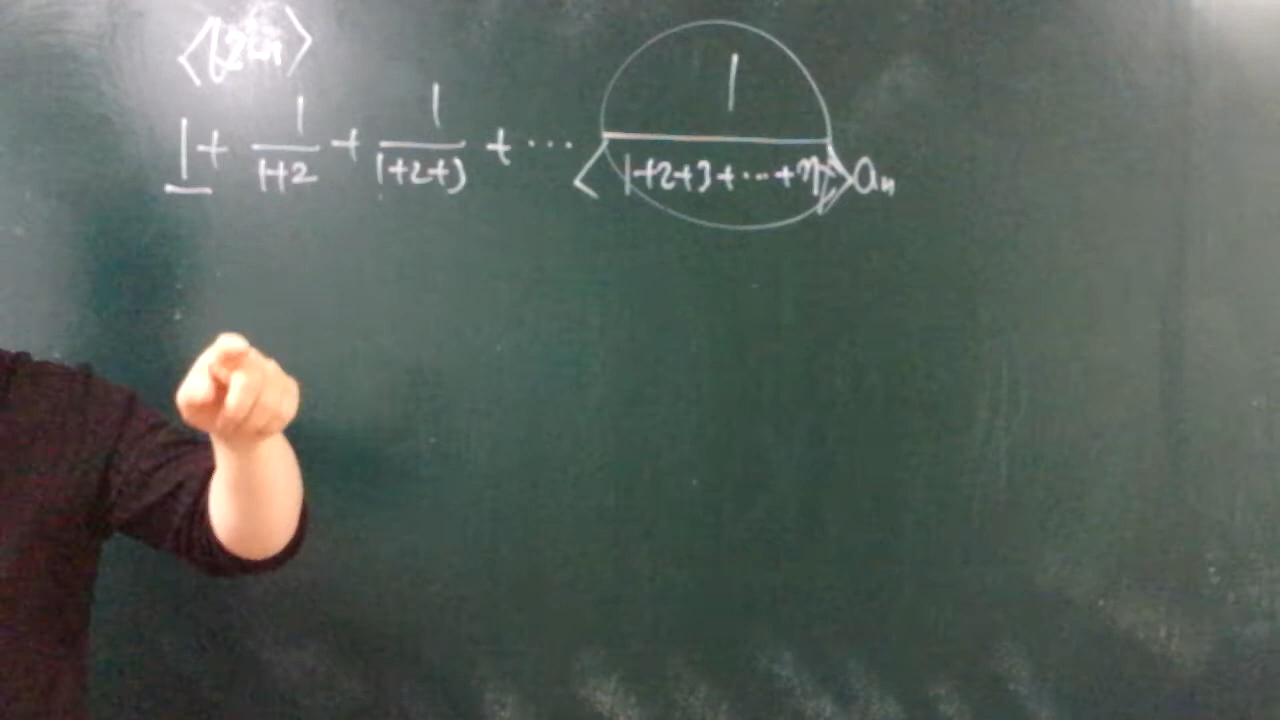 1 + 1/(1+2) + 1/(1+2+3) + ··· 1/(1+2+3+···+n) aₙ